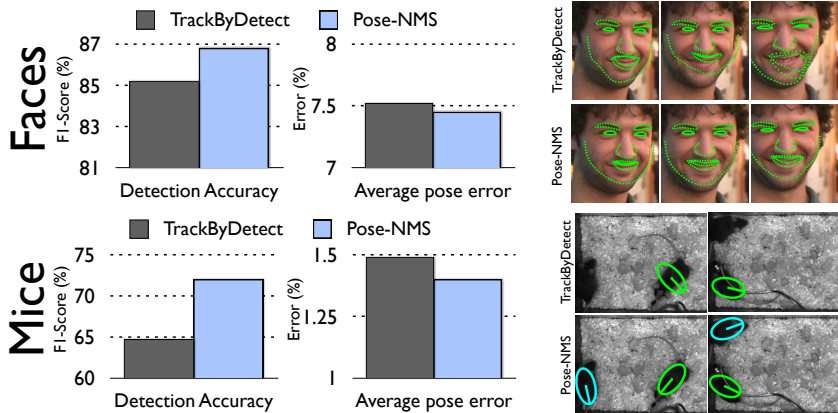 Faces
TrackByDetect Pose-NMS
F1-Score (%)
87
85
83
81
Detection Accuracy
Error (%)
8
7.5
7
Average pose error
TrackByDetect
Pose-NMS
Mice
TrackByDetect Pose-NMS
F1-Score (%)
75
70
65
60
Detection Accuracy
Error (%)
1.5
1.25
1
Average pose error
TrackByDetect
Pose-NMS